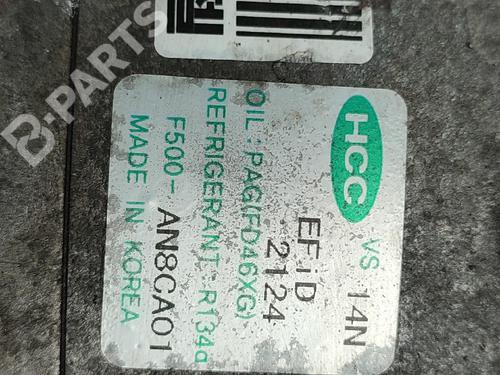 HCC
VS 14N
EFiD
2124
OIL : PAG(FD46XG)
REFRIGERANT : R134a
F500- AN8CA01
MADE IN KOREA
B-PARTS